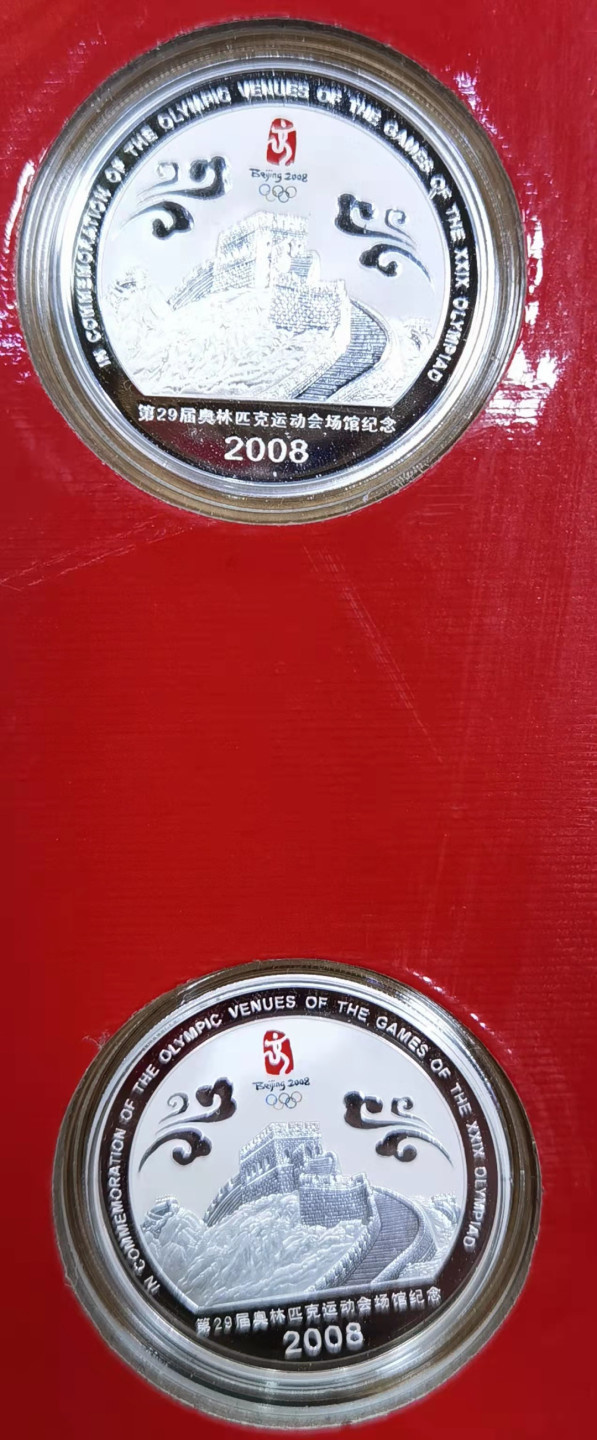 IN COMMEMORATION OF THE OLYMPIC VENUES OF THE GAMES OF THE XXIX OLYMPIAD
Beijing 2008
第29届奥林匹克运动会场馆纪念
2008
IN COMMEMORATION OF THE OLYMPIC VENUES OF THE GAMES OF THE XXIX OLYMPIAD
Beijing 2008
第29届奥林匹克运动会场馆纪念
2008